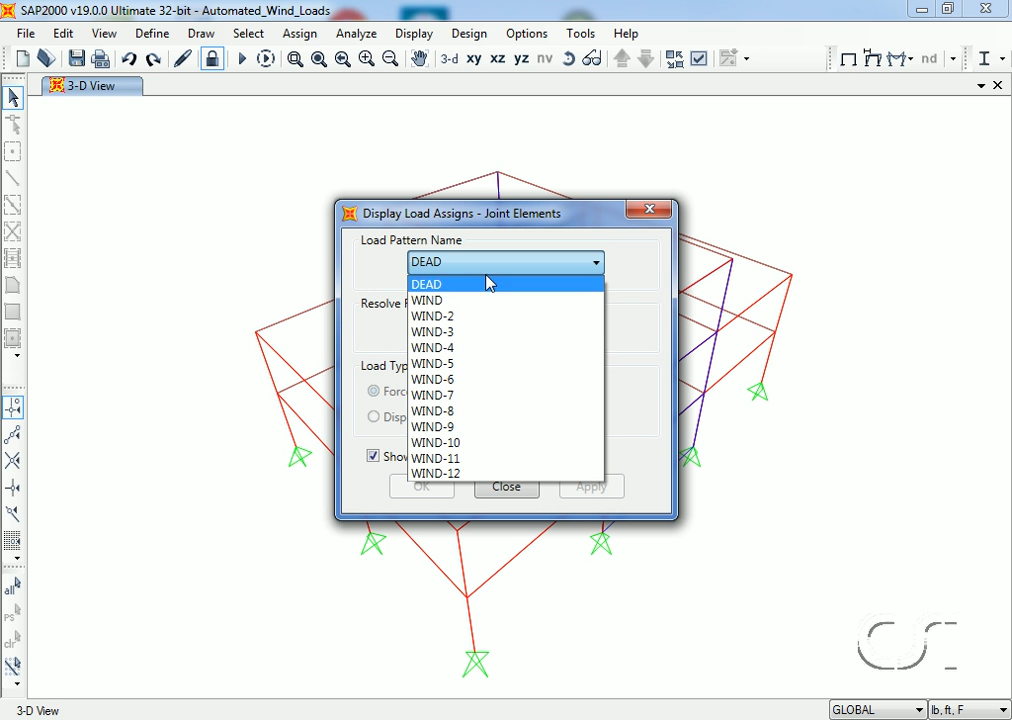 SAP2000 v19.0.0 Ultimate 32-bit - Automated_Wind_Loads
File Edit View Define Draw Select Assign Analyze Display Design Options Tools Help
3-d xy xz yz nv nd
3-D View
Display Load Assigns - Joint Elements
Load Pattern Name
DEAD
DEAD
WIND
WIND-2
WIND-3
WIND-4
WIND-5
WIND-6
WIND-7
WIND-8
WIND-9
WIND-10
WIND-11
WIND-12
Resolve
Load Typ
Forc
Disp
Show
OK Close Apply
all
ps
clr
CSI
3-D View GLOBAL lb, ft, F